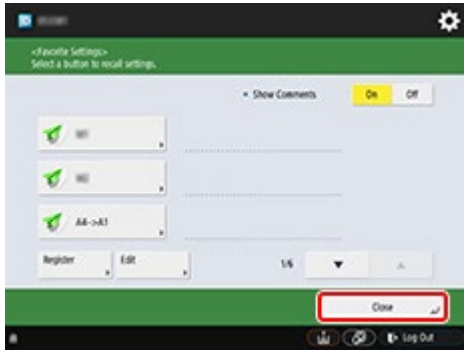 ID
<Favorite Settings>
Select a button to recall settings.
Show Comments
On Off
A4->A3
Register Edit 1/6
Close
Log Out